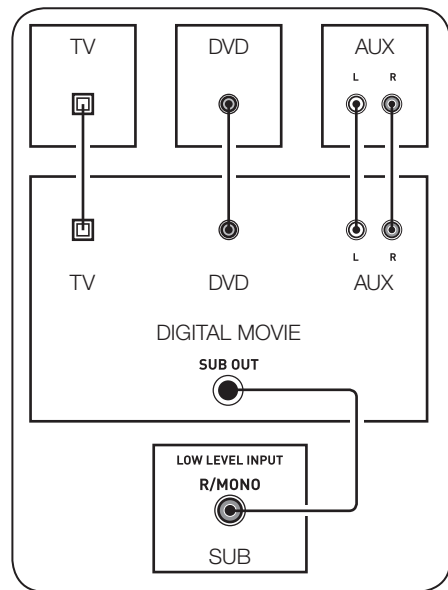 TV DVD AUX
L R
L R
TV DVD AUX
DIGITAL MOVIE
SUB OUT
LOW LEVEL INPUT
R/MONO
SUB